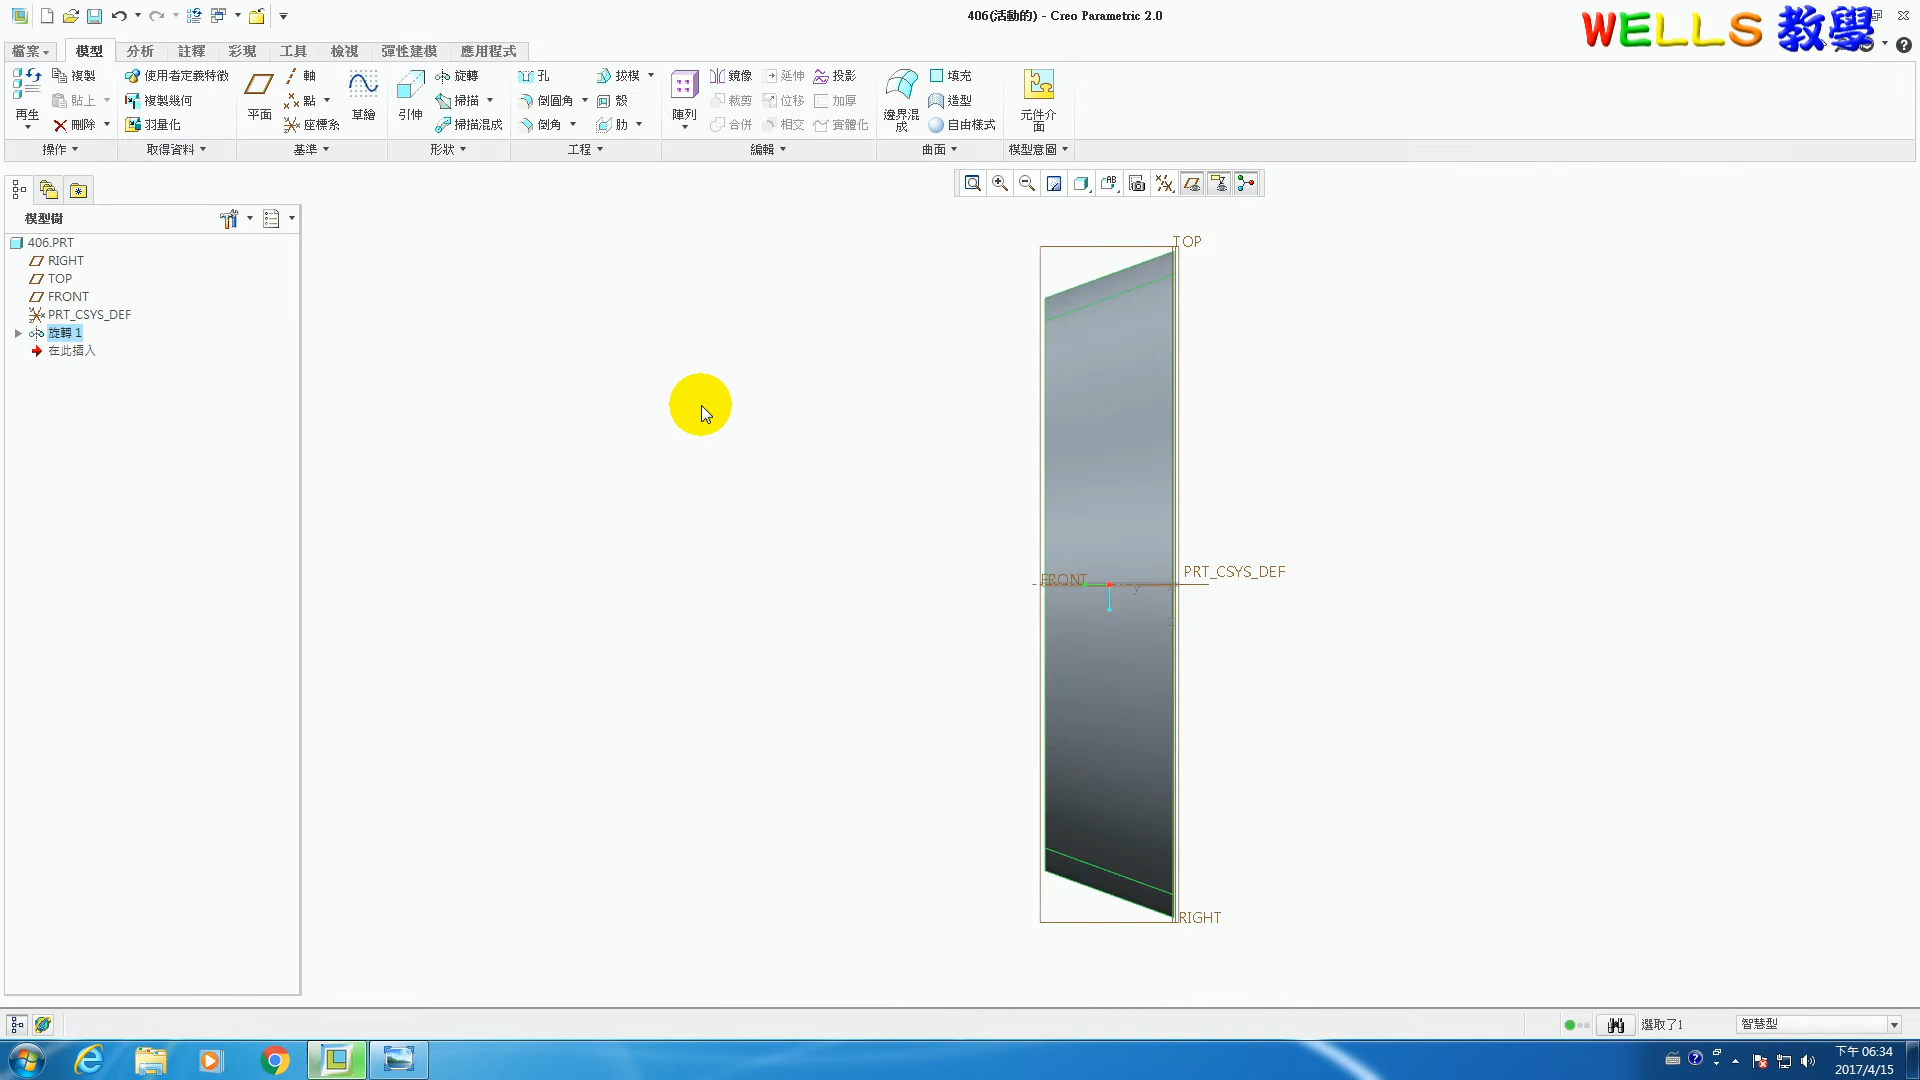 406(活動的) - Creo Parametric 2.0
WELLS 教學
檔案 模型 分析 註釋 彩現 工具 檢視 彈性建模 應用程式
再生 複製 貼上 刪除
使用者定義特徵 複製幾何 羽量化
平面 軸 點 座標系 草繪
引伸 旋轉 掃描 掃描混成
孔 倒圓角 倒角 拔模 殼 肋
陣列 鏡像 延伸 投影 裁剪 位移 加厚 合併 相交 實體化
邊界混成 填充 造型 自由樣式
元件介面
操作 取得資料 基準 形狀 工程 編輯 曲面 模型意圖
模型樹
406.PRT
RIGHT
TOP
FRONT
PRT_CSYS_DEF
旋轉 1
在此插入
TOP
FRONT
PRT_CSYS_DEF
RIGHT
選取了1
智慧型
下午 06:34
2017/4/15